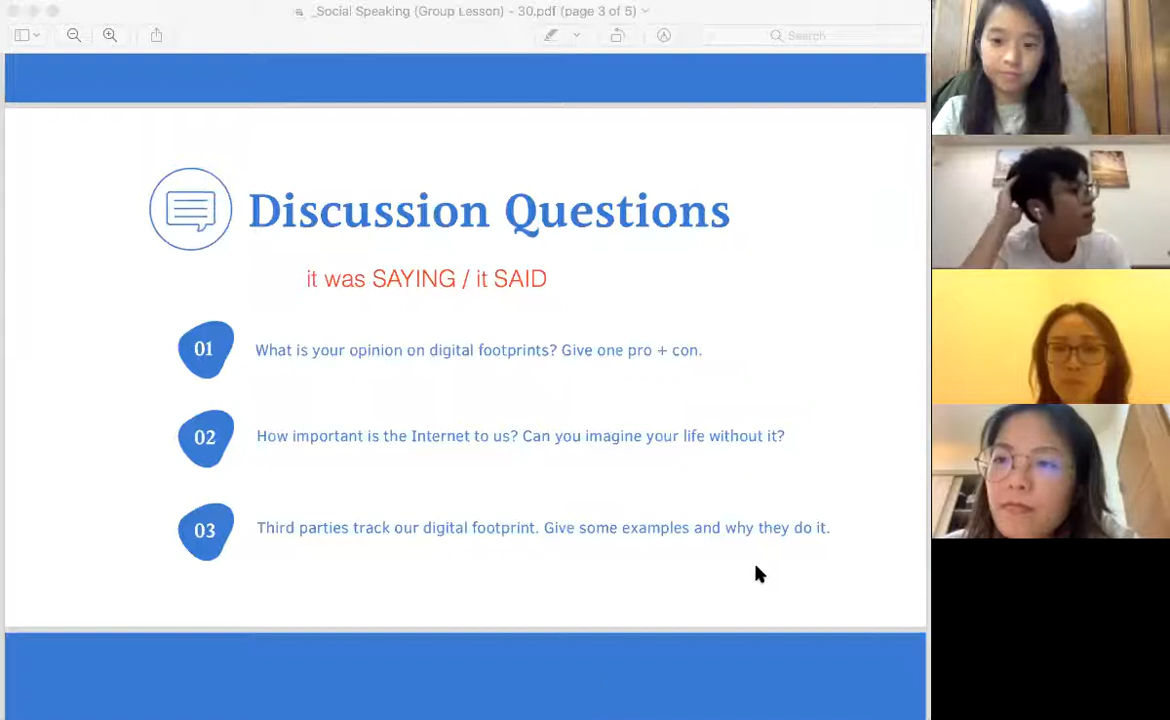 _Social Speaking (Group Lesson) - 30.pdf (page 3 of 5)
Search
Discussion Questions
it was SAYING / it SAID
01 What is your opinion on digital footprints? Give one pro + con.
02 How important is the Internet to us? Can you imagine your life without it?
03 Third parties track our digital footprint. Give some examples and why they do it.